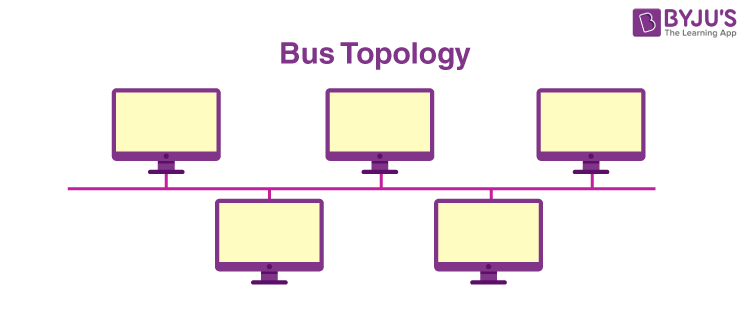 BYJU'S
The Learning App
Bus Topology